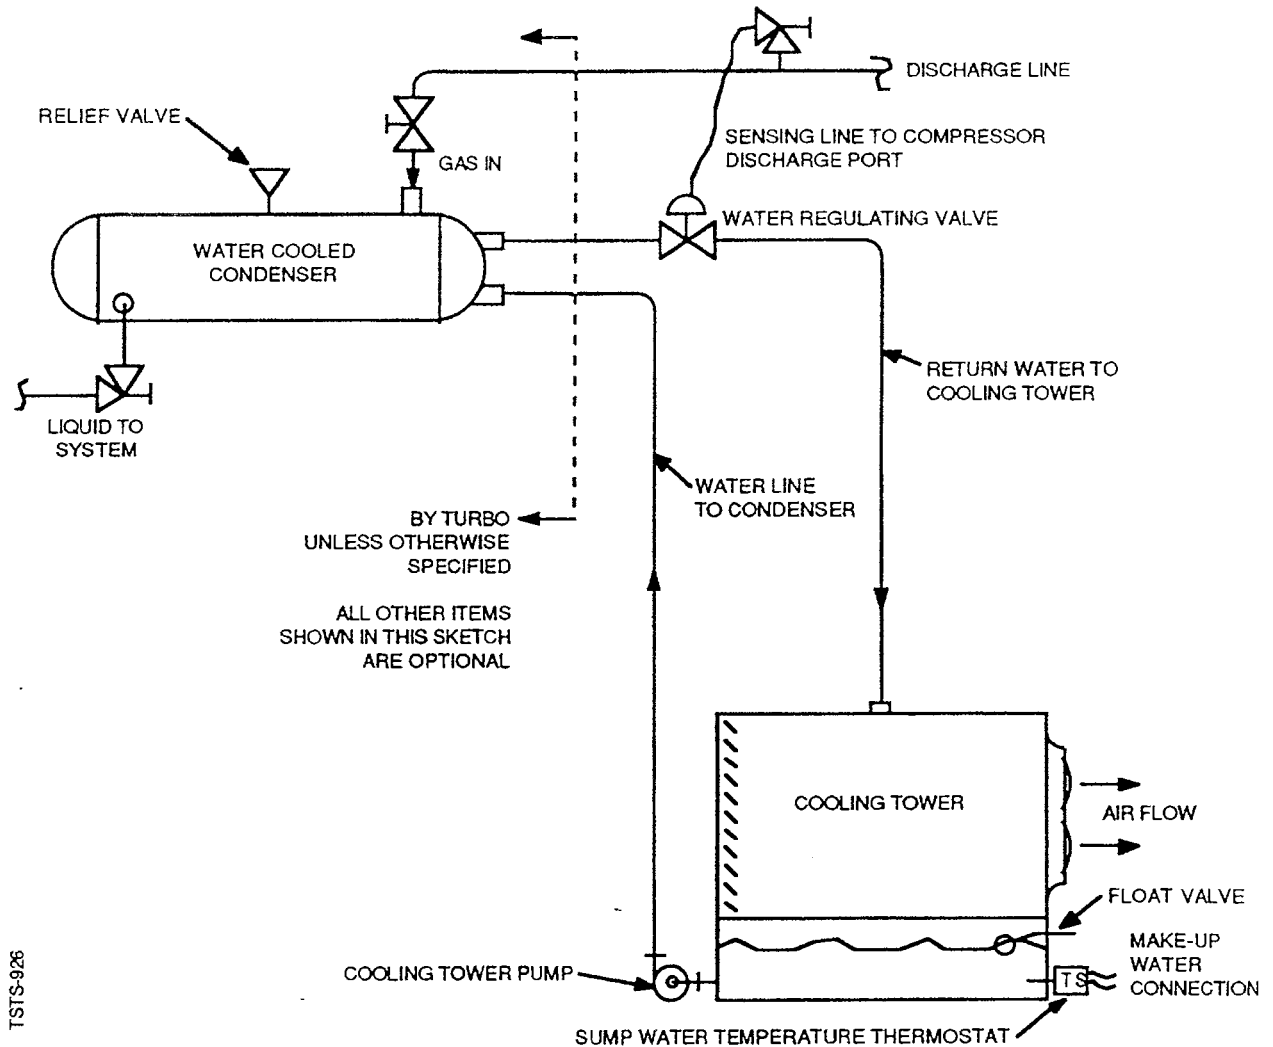 DISCHARGE LINE
RELIEF VALVE
SENSING LINE TO COMPRESSOR
DISCHARGE PORT
GAS IN
WATER REGULATING VALVE
WATER COOLED
CONDENSER
RETURN WATER TO
COOLING TOWER
LIQUID TO
SYSTEM
WATER LINE
TO CONDENSER
BY TURBO
UNLESS OTHERWISE
SPECIFIED
ALL OTHER ITEMS
SHOWN IN THIS SKETCH
ARE OPTIONAL
COOLING TOWER
AIR FLOW
FLOAT VALVE
MAKE-UP
WATER
CONNECTION
COOLING TOWER PUMP
TS
SUMP WATER TEMPERATURE THERMOSTAT
TSTS-926